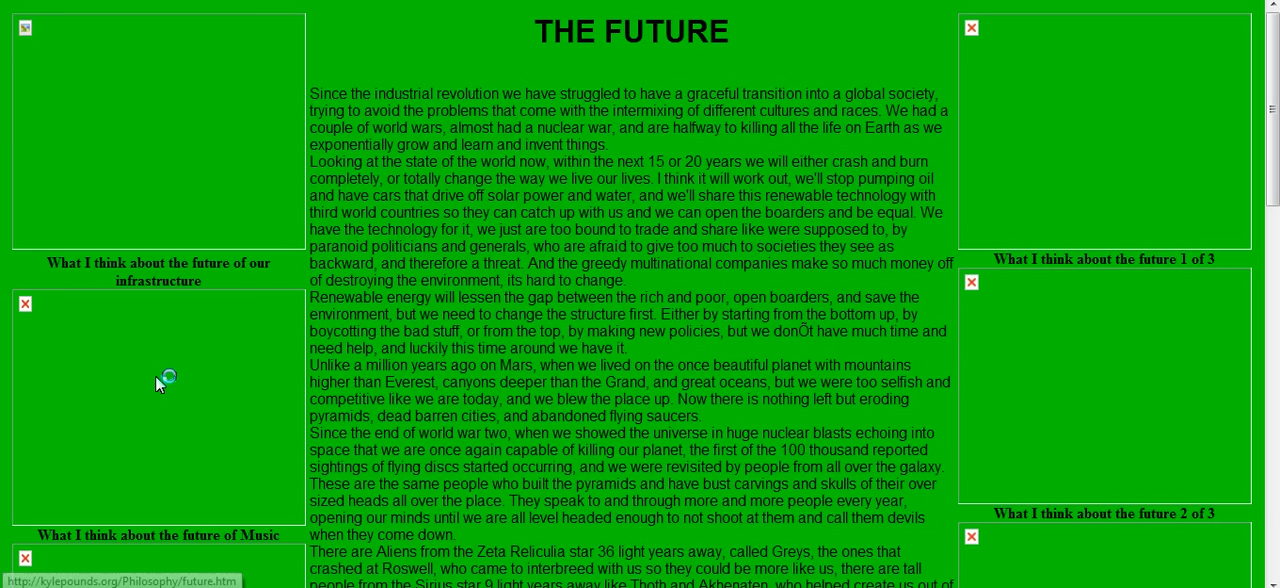 THE FUTURE
Since the industrial revolution we have struggled to have a graceful transition into a global society,
trying to avoid the problems that come with the intermixing of different cultures and races. We had a
couple of world wars, almost had a nuclear war, and are halfway to killing all the life on Earth as we
exponentially grow and learn and invent things.
Looking at the state of the world now, within the next 15 or 20 years we will either crash and burn
completely, or totally change the way we live our lives. I think it will work out, we'll stop pumping oil
and have cars that drive off solar power and water, and we'll share this renewable technology with
third world countries so they can catch up with us and we can open the boarders and be equal. We
have the technology for it, we just are too bound to trade and share like were supposed to, by
paranoid politicians and generals, who are afraid to give too much to societies they see as
backward, and therefore a threat. And the greedy multinational companies make so much money off
of destroying the environment, its hard to change.
Renewable energy will lessen the gap between the rich and poor, open boarders, and save the
environment, but we need to change the structure first. Either by starting from the bottom up, by
boycotting the bad stuff, or from the top, by making new policies, but we donÕt have much time and
need help, and luckily this time around we have it.
Unlike a million years ago on Mars, when we lived on the once beautiful planet with mountains
higher than Everest, canyons deeper than the Grand, and great oceans, but we were too selfish and
competitive like we are today, and we blew the place up. Now there is nothing left but eroding
pyramids, dead barren cities, and abandoned flying saucers.
Since the end of world war two, when we showed the universe in huge nuclear blasts echoing into
space that we are once again capable of killing our planet, the first of the 100 thousand reported
sightings of flying discs started occurring, and we were revisited by people from all over the galaxy.
These are the same people who built the pyramids and have bust carvings and skulls of their over
sized heads all over the place. They speak to and through more and more people every year,
opening our minds until we are all level headed enough to not shoot at them and call them devils
when they come down.
There are Aliens from the Zeta Reliculia star 36 light years away, called Greys, the ones that
crashed at Roswell, who came to interbreed with us so they could be more like us, there are tall
people from the Sirius star 9 light years away like Thoth and Akhenaten, who helped create us out of
What I think about the future of our
infrastructure
What I think about the future of Music
What I think about the future 1 of 3
What I think about the future 2 of 3
http://kylepounds.org/Philosophy/future.htm